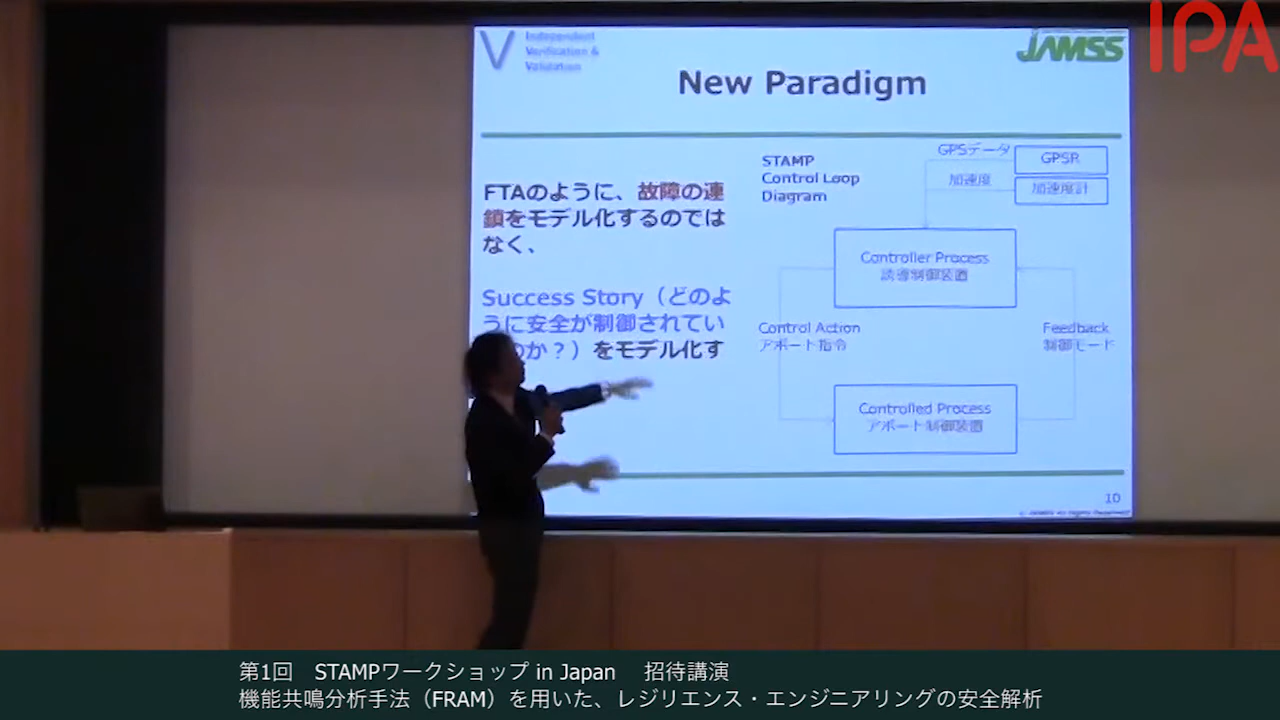 IPA
V
Independent
Verification &
Validation
JAMSS
New Paradigm
FTAのように、故障の連
鎖をモデル化するのでは
なく、
Success Story（どのよ
うに安全が制御されてい
のか？）をモデル化す
STAMP
Control Loop
Diagram
GPSデータ
GPSR
加速度
加速度計
Controller Process
誘導制御装置
Control Action
アボート指令
Feedback
制御モード
Controlled Process
アボート制御装置
10
第1回 STAMPワークショップ in Japan 招待講演
機能共鳴分析手法（FRAM）を用いた、レジリエンス・エンジニアリングの安全解析